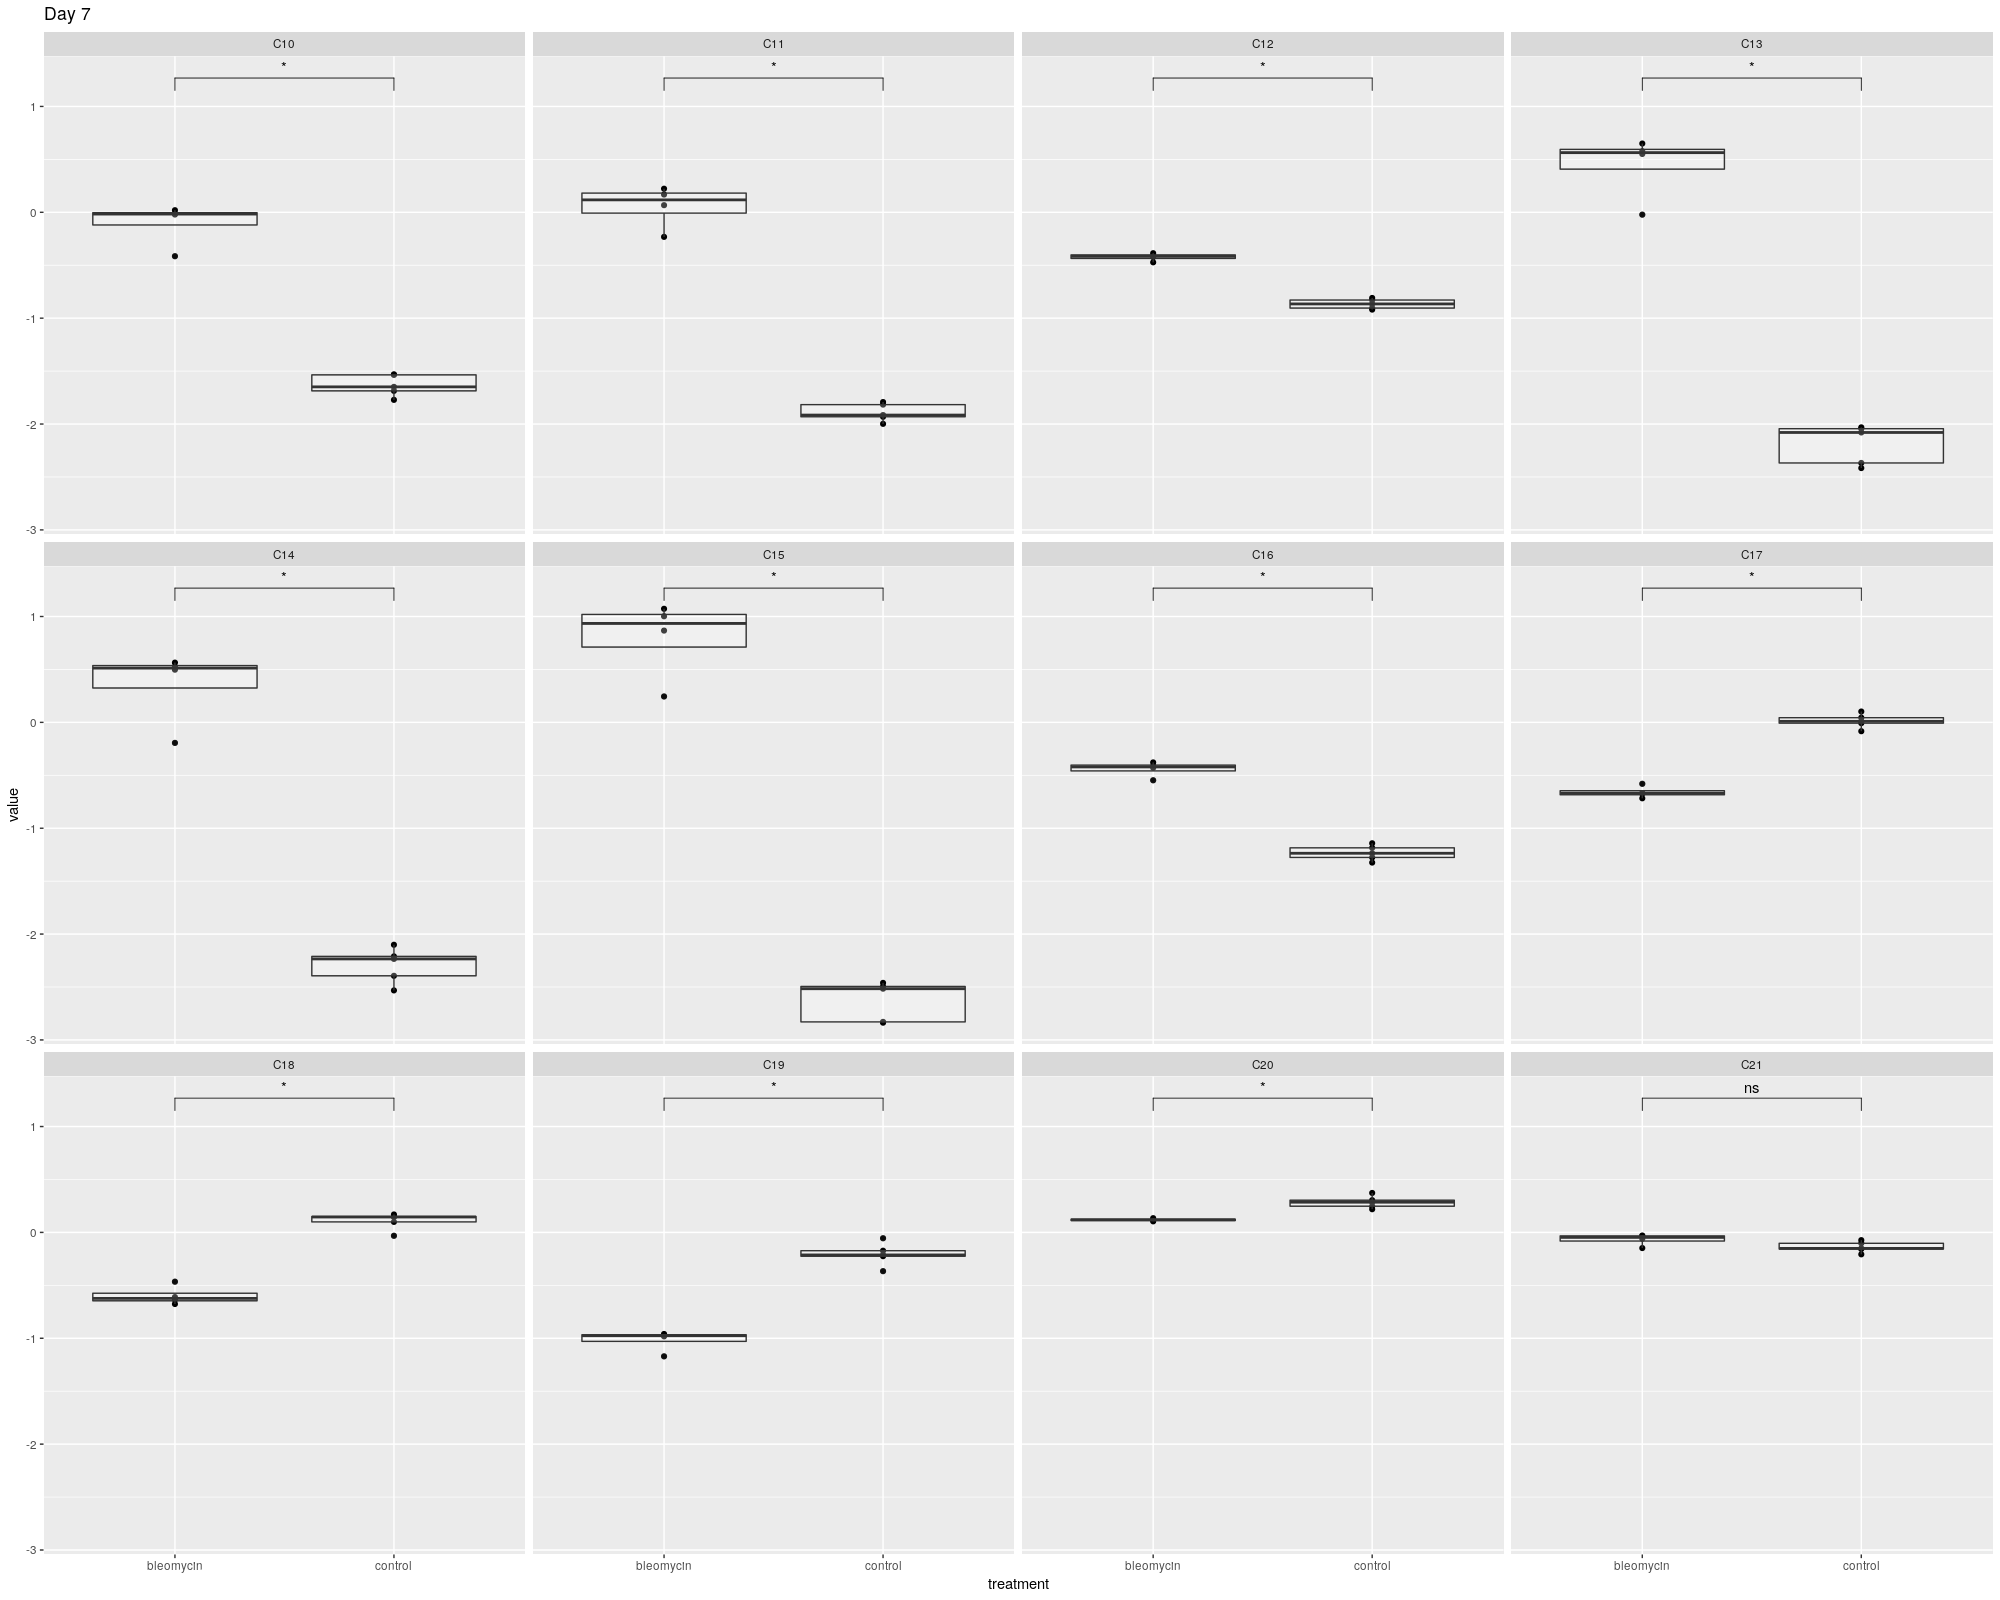 Day 7
C10 C11 C12 C13
* * * *
1
0
-1
-2
-3
C14 C15 C16 C17
* * * *
1
0
-1
-2
-3
value
C18 C19 C20 C21
* * * ns
1
0
-1
-2
-3
bleomycin control bleomycin control bleomycin control bleomycin control
treatment